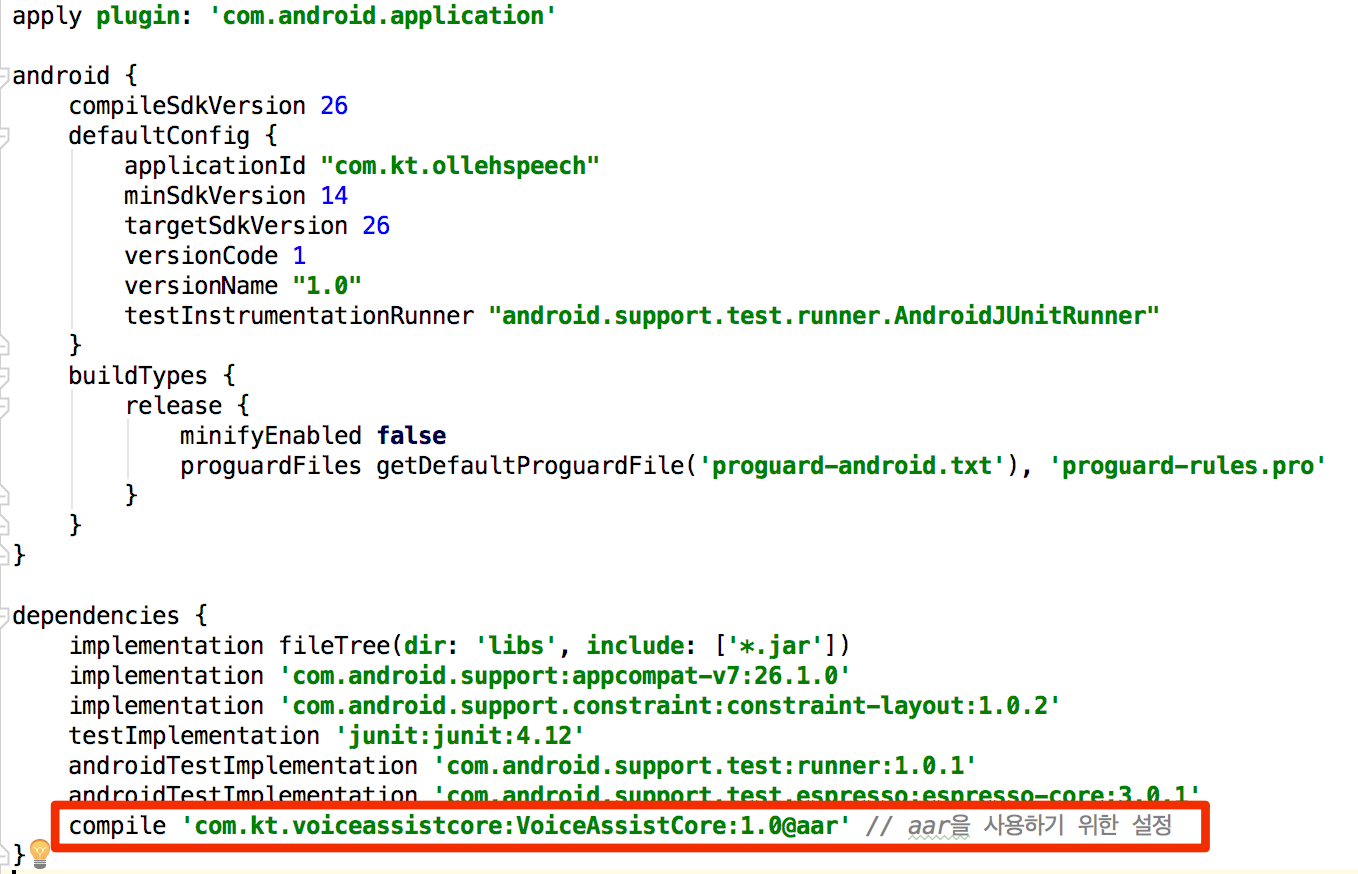 apply plugin: 'com.android.application'
android {
compileSdkVersion 26
defaultConfig {
applicationId "com.kt.ollehspeech"
minSdkVersion 14
targetSdkVersion 26
versionCode 1
versionName "1.0"
testInstrumentationRunner "android.support.test.runner.AndroidJUnitRunner"
}
buildTypes {
release {
minifyEnabled false
proguardFiles getDefaultProguardFile('proguard-android.txt'), 'proguard-rules.pro'
}
}
}
dependencies {
implementation fileTree(dir: 'libs', include: ['*.jar'])
implementation 'com.android.support:appcompat-v7:26.1.0'
implementation 'com.android.support.constraint:constraint-layout:1.0.2'
testImplementation 'junit:junit:4.12'
androidTestImplementation 'com.android.support.test:runner:1.0.1'
androidTestImplementation 'com.android.support.test.espresso:espresso-core:3.0.1'
compile 'com.kt.voiceassistcore:VoiceAssistCore:1.0@aar' // aar을 사용하기 위한 설정
}